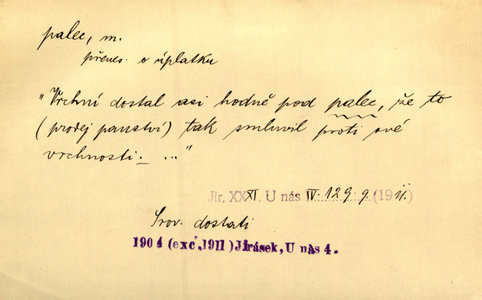 palec, m.
přenes. o úplatku
"Vrchní dostal asi hodně pod palec, že to
(prodej panství) tak smluvil proti své
vrchnosti. ..."
Jir. XXXI. U nás IV. 129. 9. (1911.)
Srov. dostati
1904 (exc. 1911) Jirásek, U nás 4.